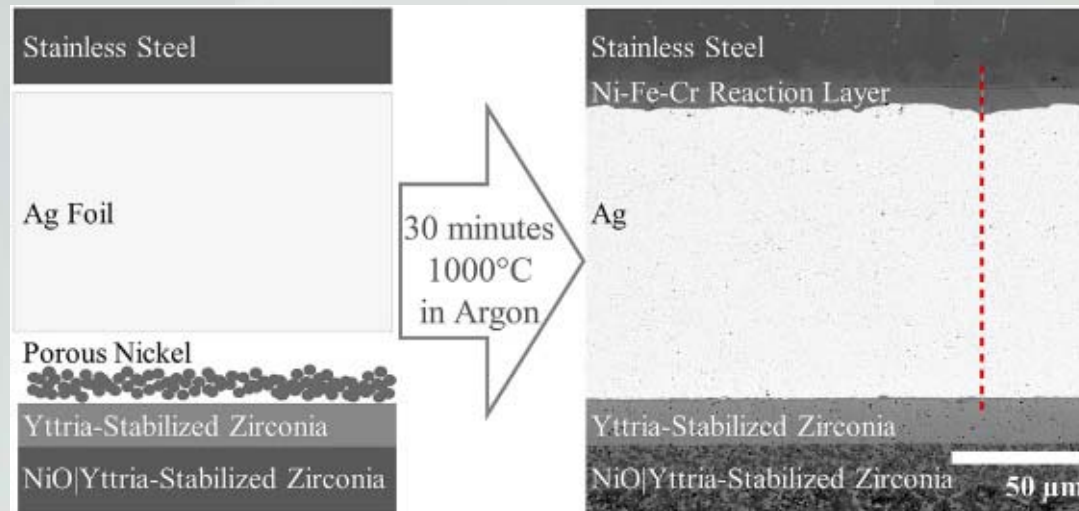 Stainless Steel
Ag Foil
Porous Nickel
Yttria-Stabilized Zirconia
NiO|Yttria-Stabilized Zirconia
30 minutes
1000°C
in Argon
Stainless Steel
Ni-Fe-Cr Reaction Layer
Ag
Yttria-Stabilized Zirconia
NiO|Yttria-Stabilized Zirconia
50 µm